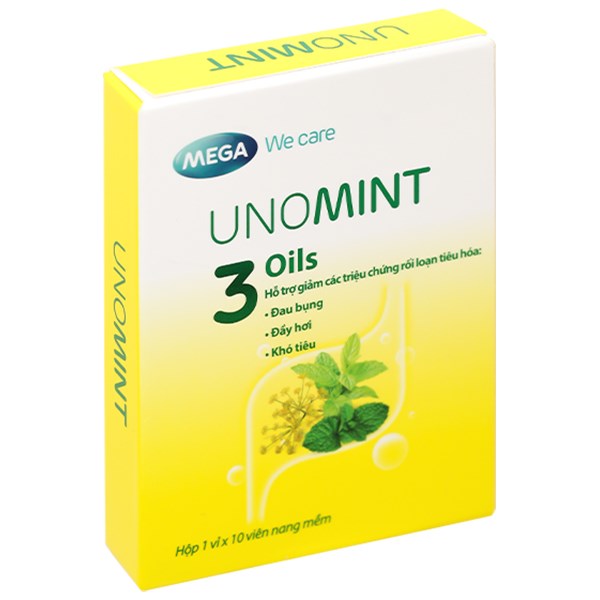 UNOMINT
MEGA We care
UNOMINT
3 Oils
Hỗ trợ giảm các triệu chứng rối loạn tiêu hóa:
• Đau bụng
• Đầy hơi
• Khó tiêu
Hộp 1 vỉ x 10 viên nang mềm
UNOMINT